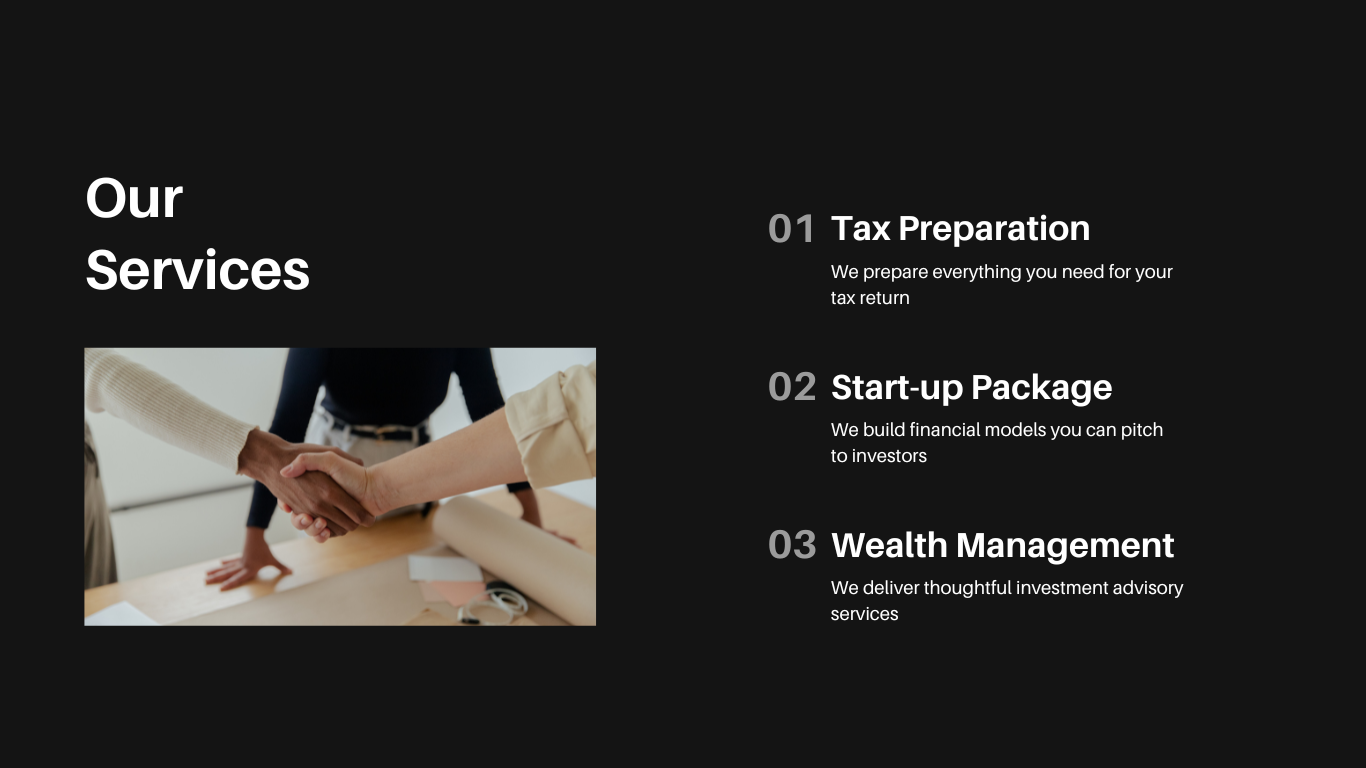 Our
Services
01 Tax Preparation
We prepare everything you need for your
tax return
02 Start-up Package
We build financial models you can pitch
to investors
03 Wealth Management
We deliver thoughtful investment advisory
services